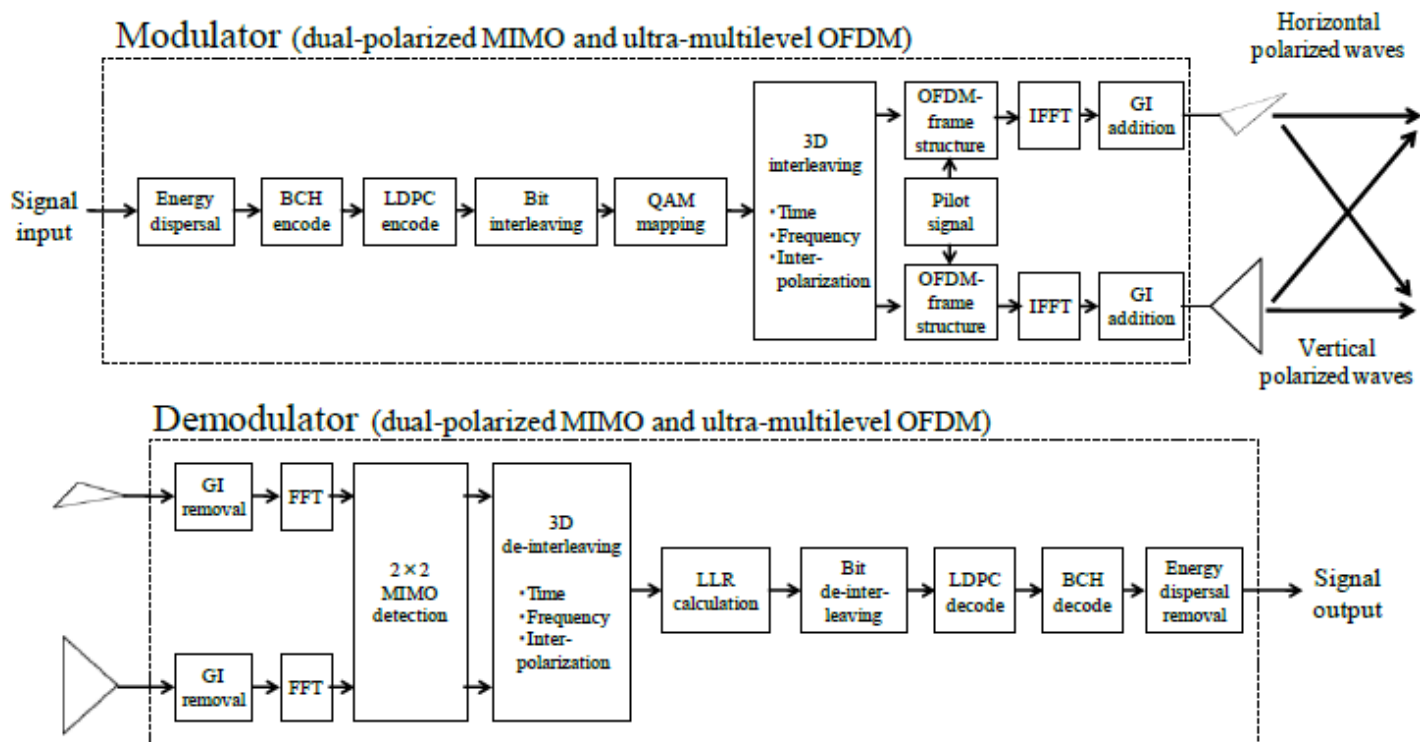 Modulator (dual-polarized MIMO and ultra-multilevel OFDM)
Horizontal
polarized waves
Signal
input
Energy
dispersal
BCH
encode
LDPC
encode
Bit
interleaving
QAM
mapping
3D
interleaving
・Time
・Frequency
・Inter-
polarization
OFDM-
frame
structure
IFFT
GI
addition
Pilot
signal
OFDM-
frame
structure
IFFT
GI
addition
Vertical
polarized waves
Demodulator (dual-polarized MIMO and ultra-multilevel OFDM)
GI
removal
FFT
GI
removal
FFT
2×2
MIMO
detection
3D
de-interleaving
・Time
・Frequency
・Inter-
polarization
LLR
calculation
Bit
de-inter-
leaving
LDPC
decode
BCH
decode
Energy
dispersal
removal
Signal
output